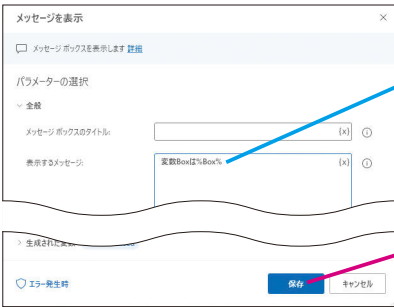 メッセージを表示
メッセージ ボックスを表示します 詳細
パラメーターの選択
全般
メッセージ ボックスのタイトル: {x}
表示するメッセージ: 変数Boxは%Box% {x}
生成された変数
エラー発生時 保存 キャンセル